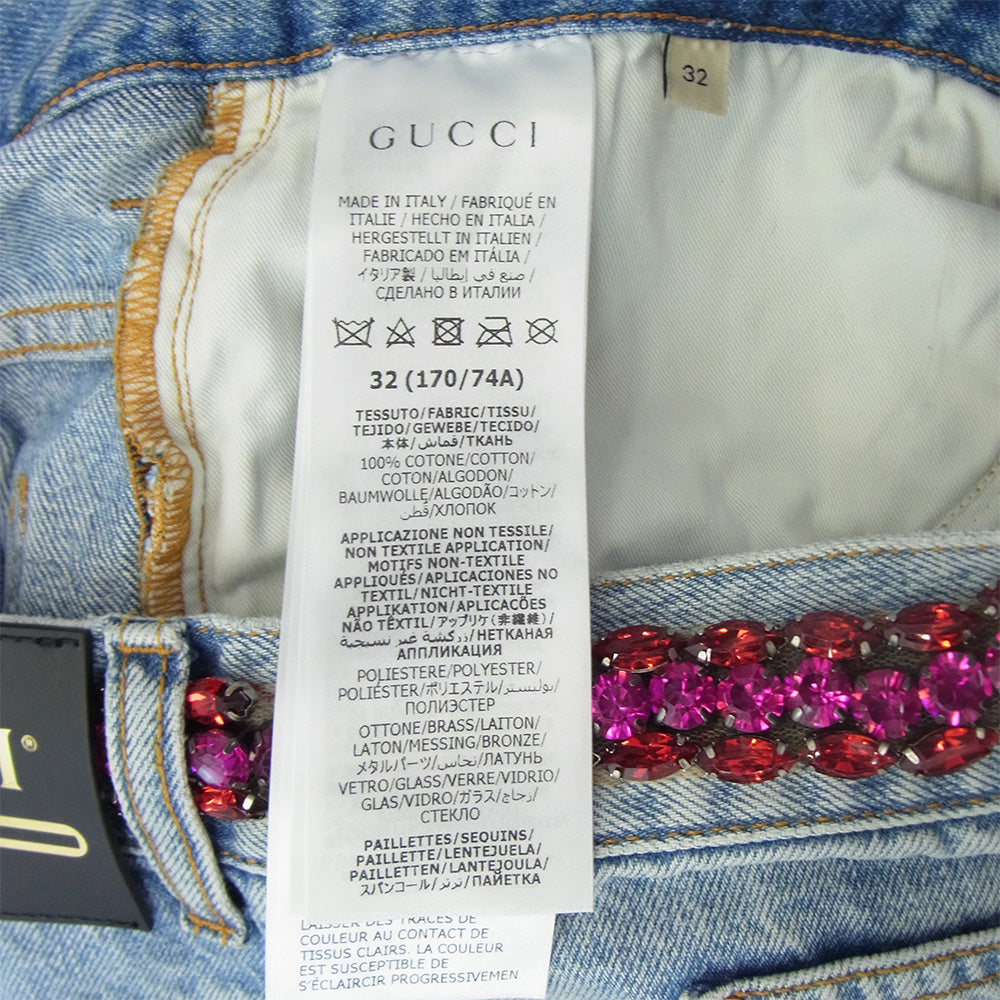 32
GUCCI
MADE IN ITALY / FABRIQUÉ EN
ITALIE / HECHO EN ITALIA /
HERGESTELLT IN ITALIEN /
FABRICADO EM ITÁLIA /
イタリア製 / صنع في إيطاليا /
СДЕЛАНО В ИТАЛИИ
32 (170/74A)
TESSUTO/FABRIC/TISSU/
TEJIDO/GEWEBE/TECIDO/
本体/قماش/ТКАНЬ
100% COTONE/COTTON/
COTON/ALGODON/
BAUMWOLLE/ALGODÃO/コットン/
قطن/ХЛОПОК
APPLICAZIONE NON TESSILE/
NON TEXTILE APPLICATION/
MOTIFS NON-TEXTILE
APPLIQUÉS/APLICACIONES NO
TEXTIL/NICHT-TEXTILE
APPLIKATION/APLICAÇÕES
NÃO TÊXTIL/アップリケ(非繊維)/
زركشة غير نسيجية/НЕТКАНАЯ
АППЛИКАЦИЯ
POLIESTERE/POLYESTER/
POLIÉSTER/ポリエステル/بوليستر/
ПОЛИЭСТЕР
OTTONE/BRASS/LAITON/
LATON/MESSING/BRONZE/
メタルパーツ/نحاس/ЛАТУНЬ
VETRO/GLASS/VERRE/VIDRIO/
GLAS/VIDRO/ガラス/زجاج/
СТЕКЛО
PAILLETTES/SEQUINS/
PAILLETTE/LENTEJUELA/
PAILLETTEN/LANTEJOULA/
スパンコール/ترتر/ПАЙЕТКА
LAISSER DES TRACES DE
COULEUR AU CONTACT DE
TISSUS CLAIRS. LA COULEUR
EST SUSCEPTIBLE DE
S'ÉCLAIRCIR PROGRESSIVEMEN
I®